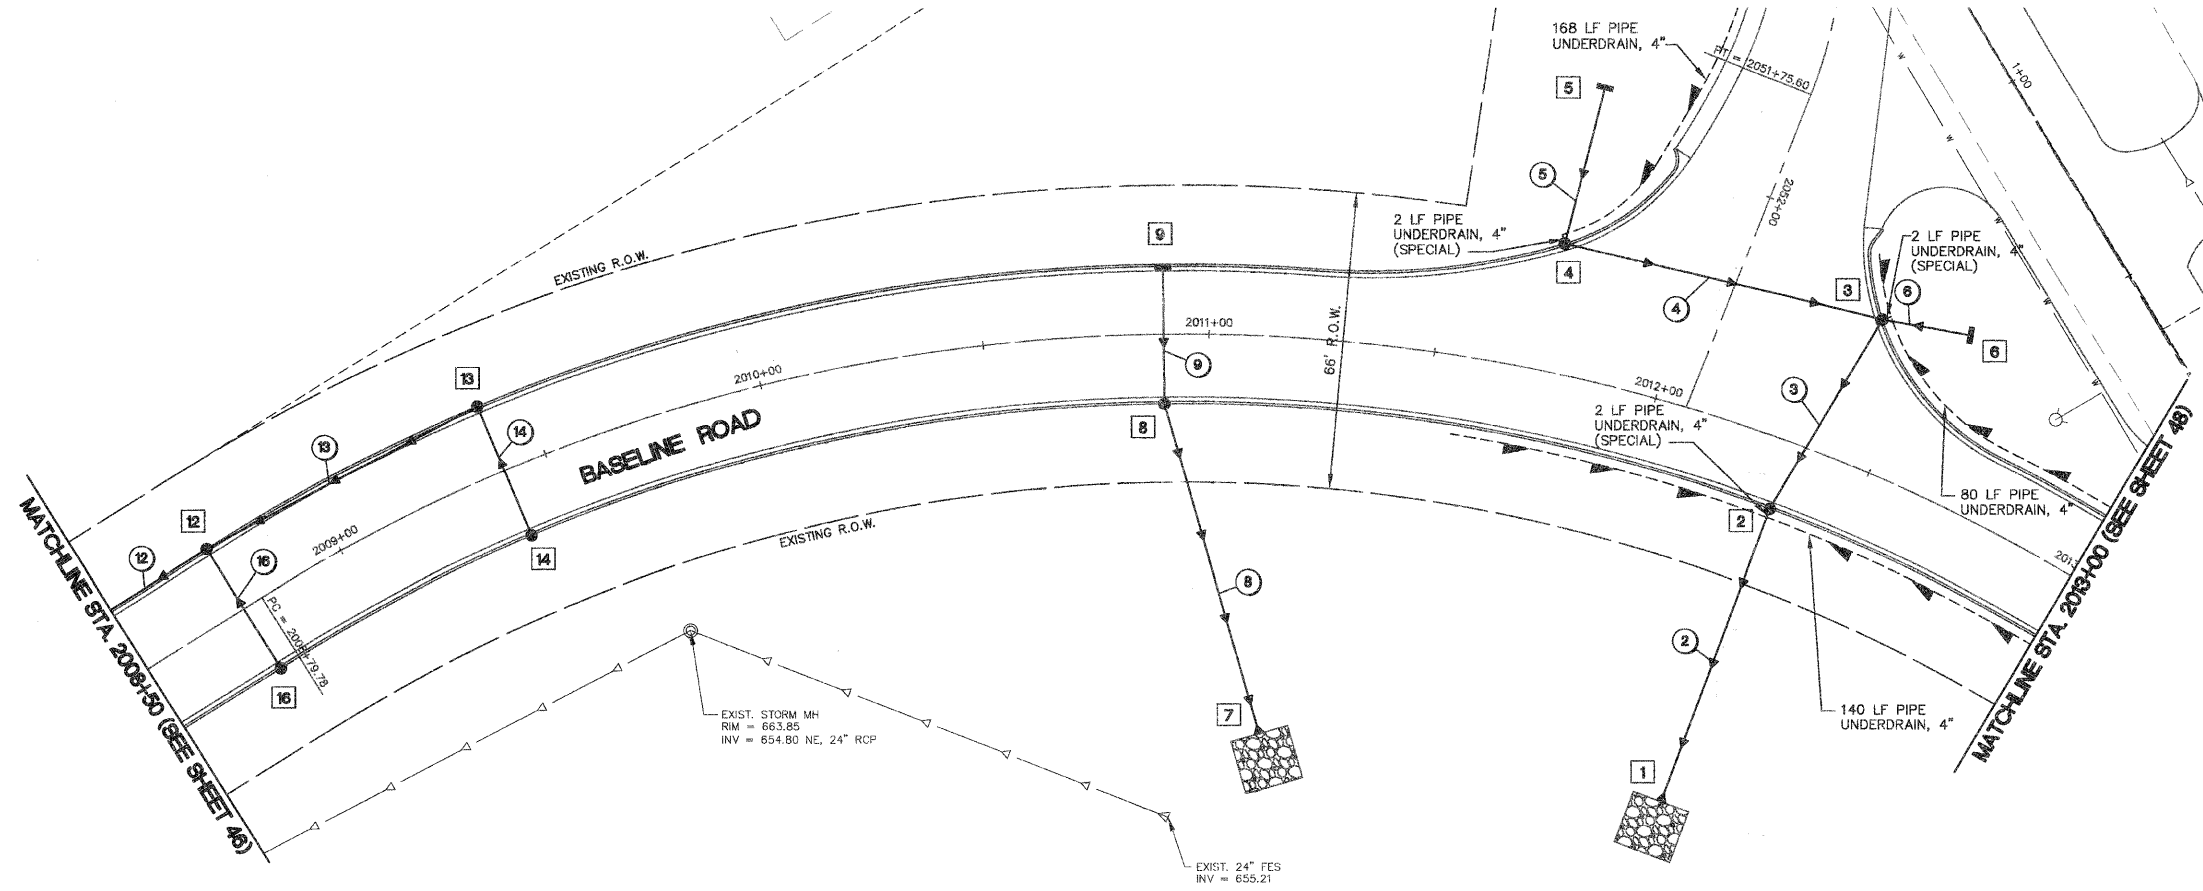 168 LF PIPE
UNDERDRAIN, 4"
PT = 2051+75.60
1+00
5
5
2052+00
2 LF PIPE
UNDERDRAIN, 4"
(SPECIAL)
4
4
2 LF PIPE
UNDERDRAIN, 4"
(SPECIAL)
3
6
6
9
EXISTING R.O.W.
66' R.O.W.
2011+00
9
2010+00
2012+00
3
2 LF PIPE
UNDERDRAIN, 4"
(SPECIAL)
13
14
13
BASELINE ROAD
8
80 LF PIPE
UNDERDRAIN, 4"
2
12
2009+00
EXISTING R.O.W.
14
12
16
PC = 2008+79.78
8
2
16
140 LF PIPE
UNDERDRAIN, 4"
7
1
EXIST. STORM MH
RIM = 663.85
INV = 654.80 NE, 24" RCP
EXIST. 24" FES
INV = 655.21
MATCHLINE STA. 2008+50 (SEE SHEET 46)
MATCHLINE STA. 2013+00 (SEE SHEET 48)